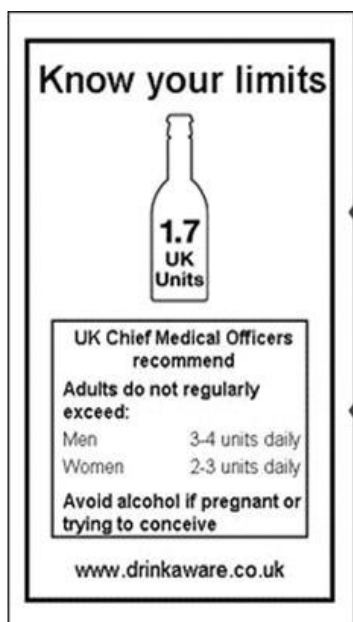 Know your limits
1.7
UK
Units
UK Chief Medical Officers
recommend
Adults do not regularly
exceed:
Men 3-4 units daily
Women 2-3 units daily
Avoid alcohol if pregnant or
trying to conceive
www.drinkaware.co.uk